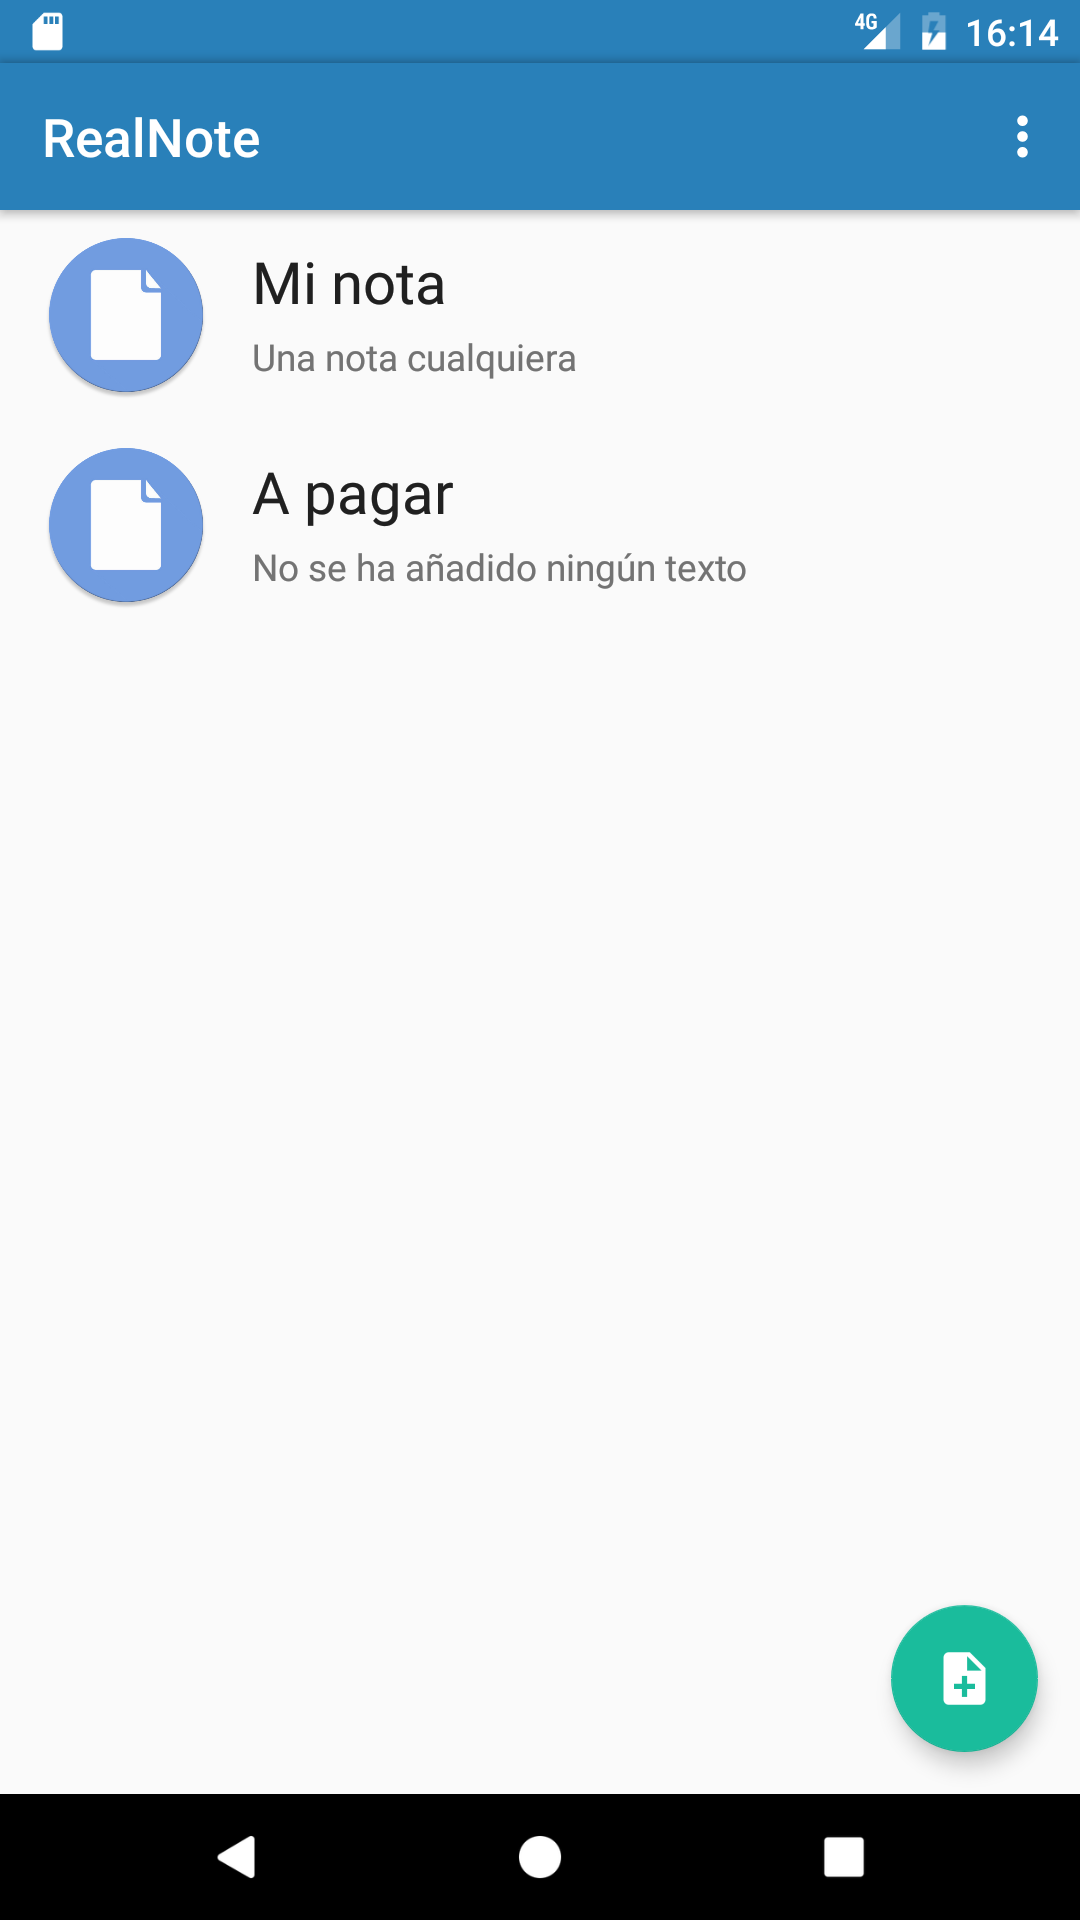 4G 16:14
RealNote
Mi nota
Una nota cualquiera
A pagar
No se ha añadido ningún texto